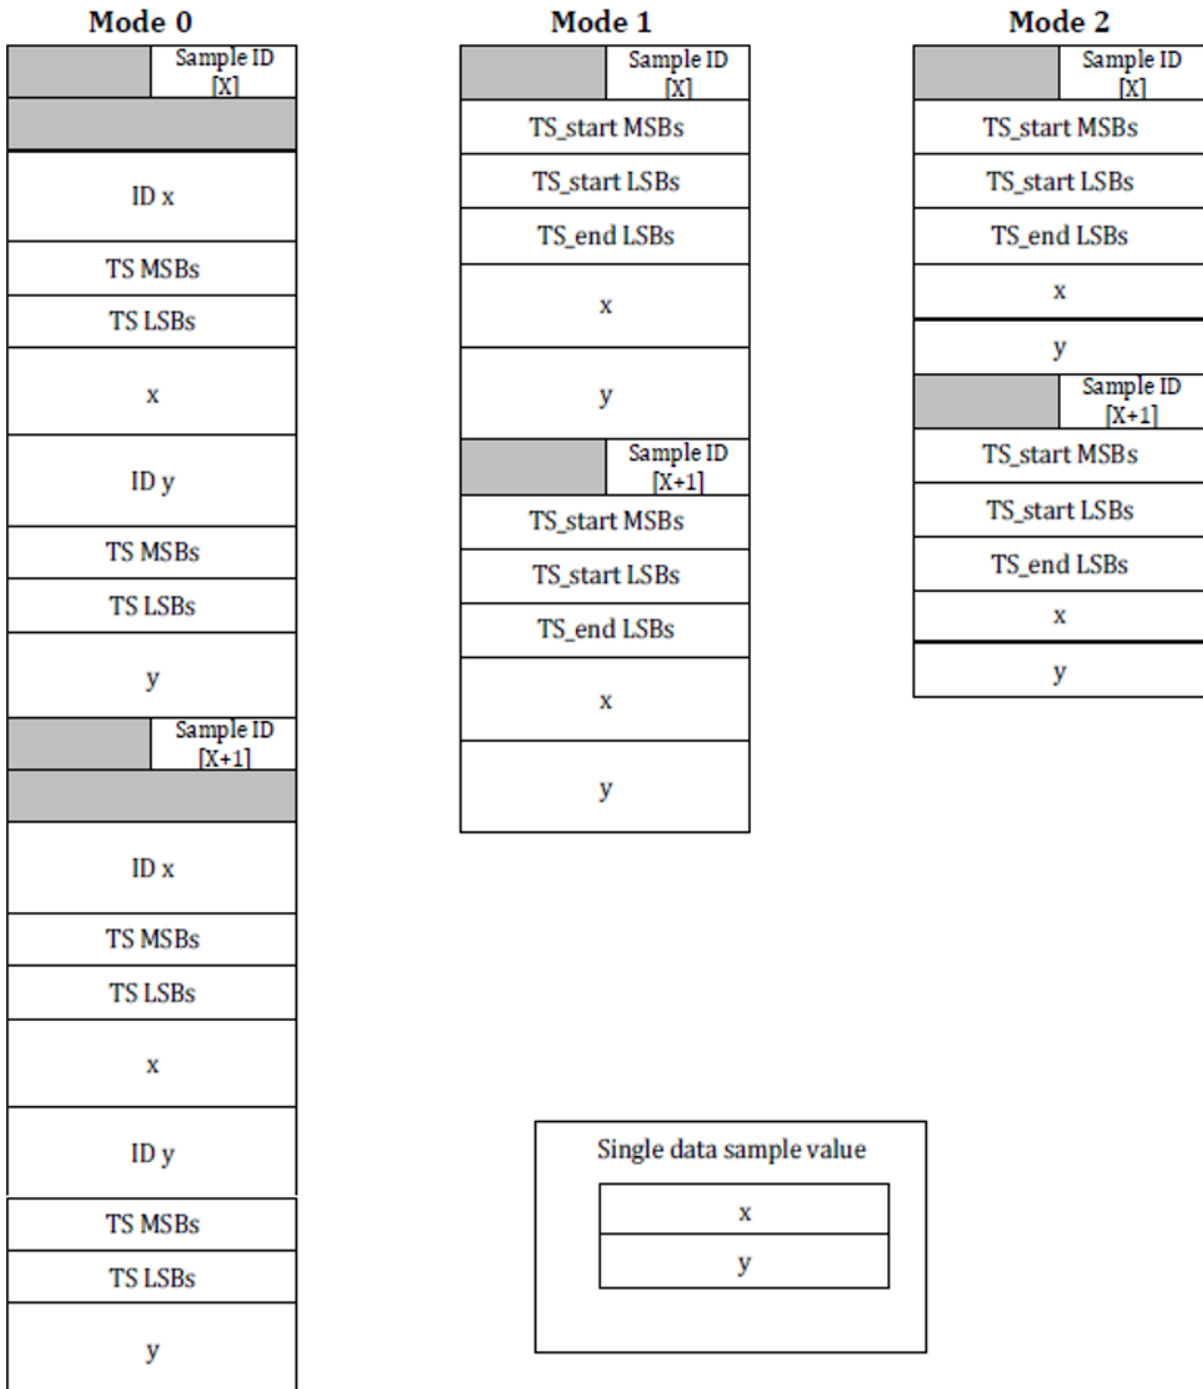 Mode 0
Sample ID
[X]
ID x
TS MSBs
TS LSBs
x
ID y
TS MSBs
TS LSBs
y
Sample ID
[X+1]
ID x
TS MSBs
TS LSBs
x
ID y
TS MSBs
TS LSBs
y
Mode 1
Sample ID
[X]
TS_start MSBs
TS_start LSBs
TS_end LSBs
x
y
Sample ID
[X+1]
TS_start MSBs
TS_start LSBs
TS_end LSBs
x
y
Mode 2
Sample ID
[X]
TS_start MSBs
TS_start LSBs
TS_end LSBs
x
y
Sample ID
[X+1]
TS_start MSBs
TS_start LSBs
TS_end LSBs
x
y
Single data sample value
x
y